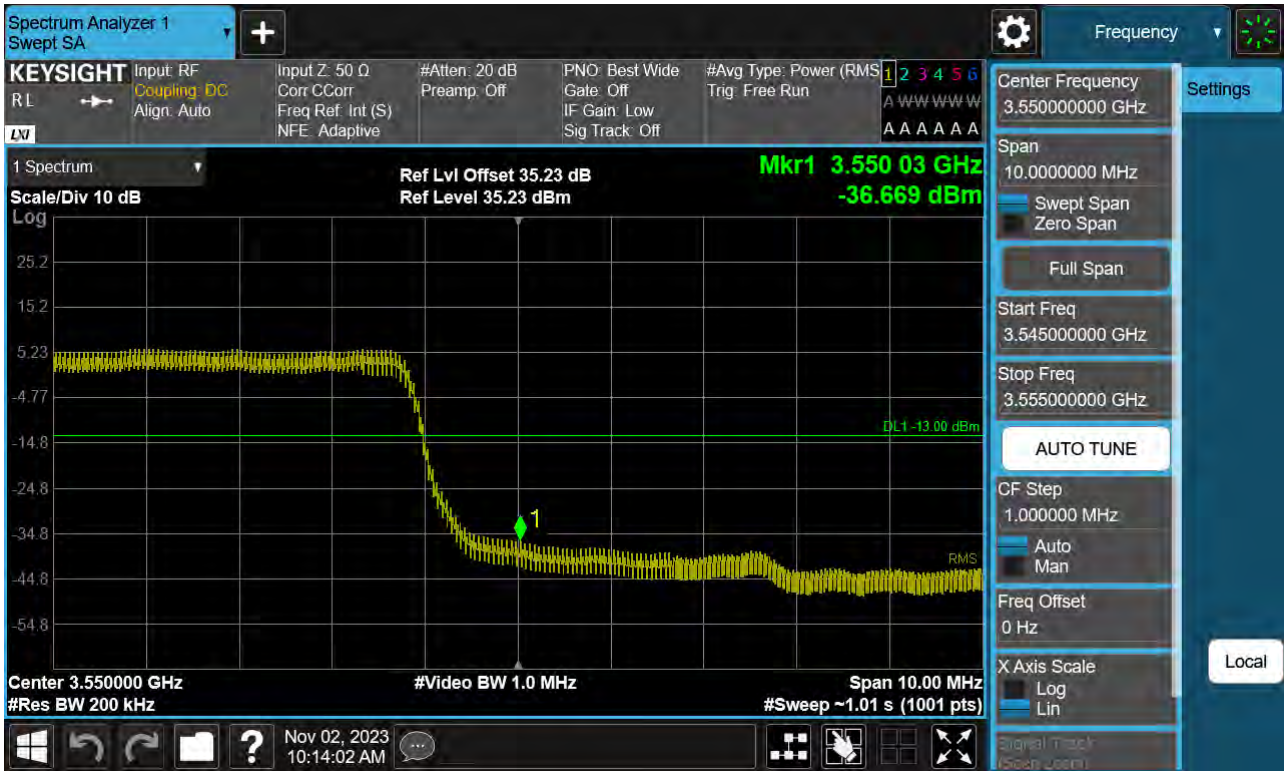 Spectrum Analyzer 1
Swept SA
Frequency
KEYSIGHT
RL
LXI
Input: RF
Coupling: DC
Align: Auto
Input Z: 50 Ω
Corr CCorr
Freq Ref: Int (S)
NFE: Adaptive
#Atten: 20 dB
Preamp: Off
PNO: Best Wide
Gate: Off
IF Gain: Low
Sig Track: Off
#Avg Type: Power (RMS
Trig: Free Run
1 2 3 4 5 6
A W W W W W
A A A A A A
1 Spectrum
Scale/Div 10 dB
Log
Ref Lvl Offset 35.23 dB
Ref Level 35.23 dBm
Mkr1 3.550 03 GHz
-36.669 dBm
25.2
15.2
5.23
-4.77
-14.8
-24.8
-34.8
-44.8
-54.8
DL1 -13.00 dBm
1
RMS
Center 3.550000 GHz
#Res BW 200 kHz
#Video BW 1.0 MHz
Span 10.00 MHz
#Sweep ~1.01 s (1001 pts)
Center Frequency
3.550000000 GHz
Settings
Span
10.0000000 MHz
Swept Span
Zero Span
Full Span
Start Freq
3.545000000 GHz
Stop Freq
3.555000000 GHz
AUTO TUNE
CF Step
1.000000 MHz
Auto
Man
Freq Offset
0 Hz
X Axis Scale
Log
Lin
Local
Signal Track
(Span Zoom)
?
Nov 02, 2023
10:14:02 AM